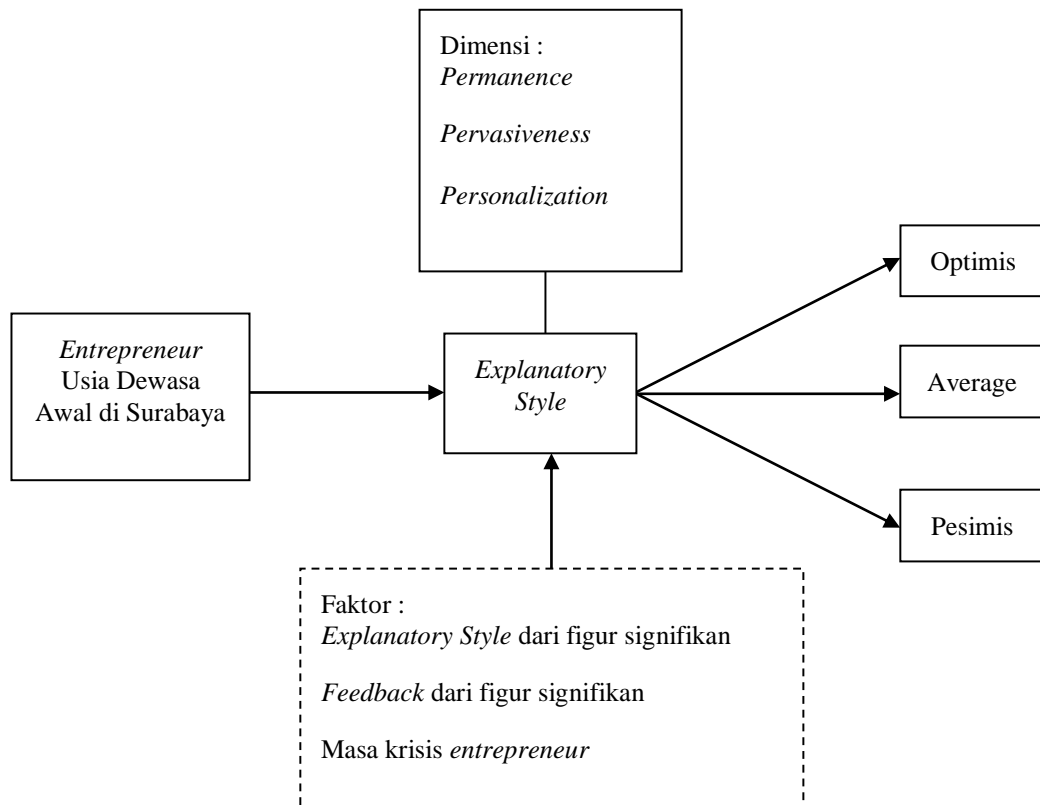 Dimensi :
Permanence
Pervasiveness
Personalization
Optimis
Entrepreneur
Usia Dewasa
Awal di Surabaya
Explanatory
Style
Average
Pesimis
Faktor :
Explanatory Style dari figur signifikan
Feedback dari figur signifikan
Masa krisis entrepreneur